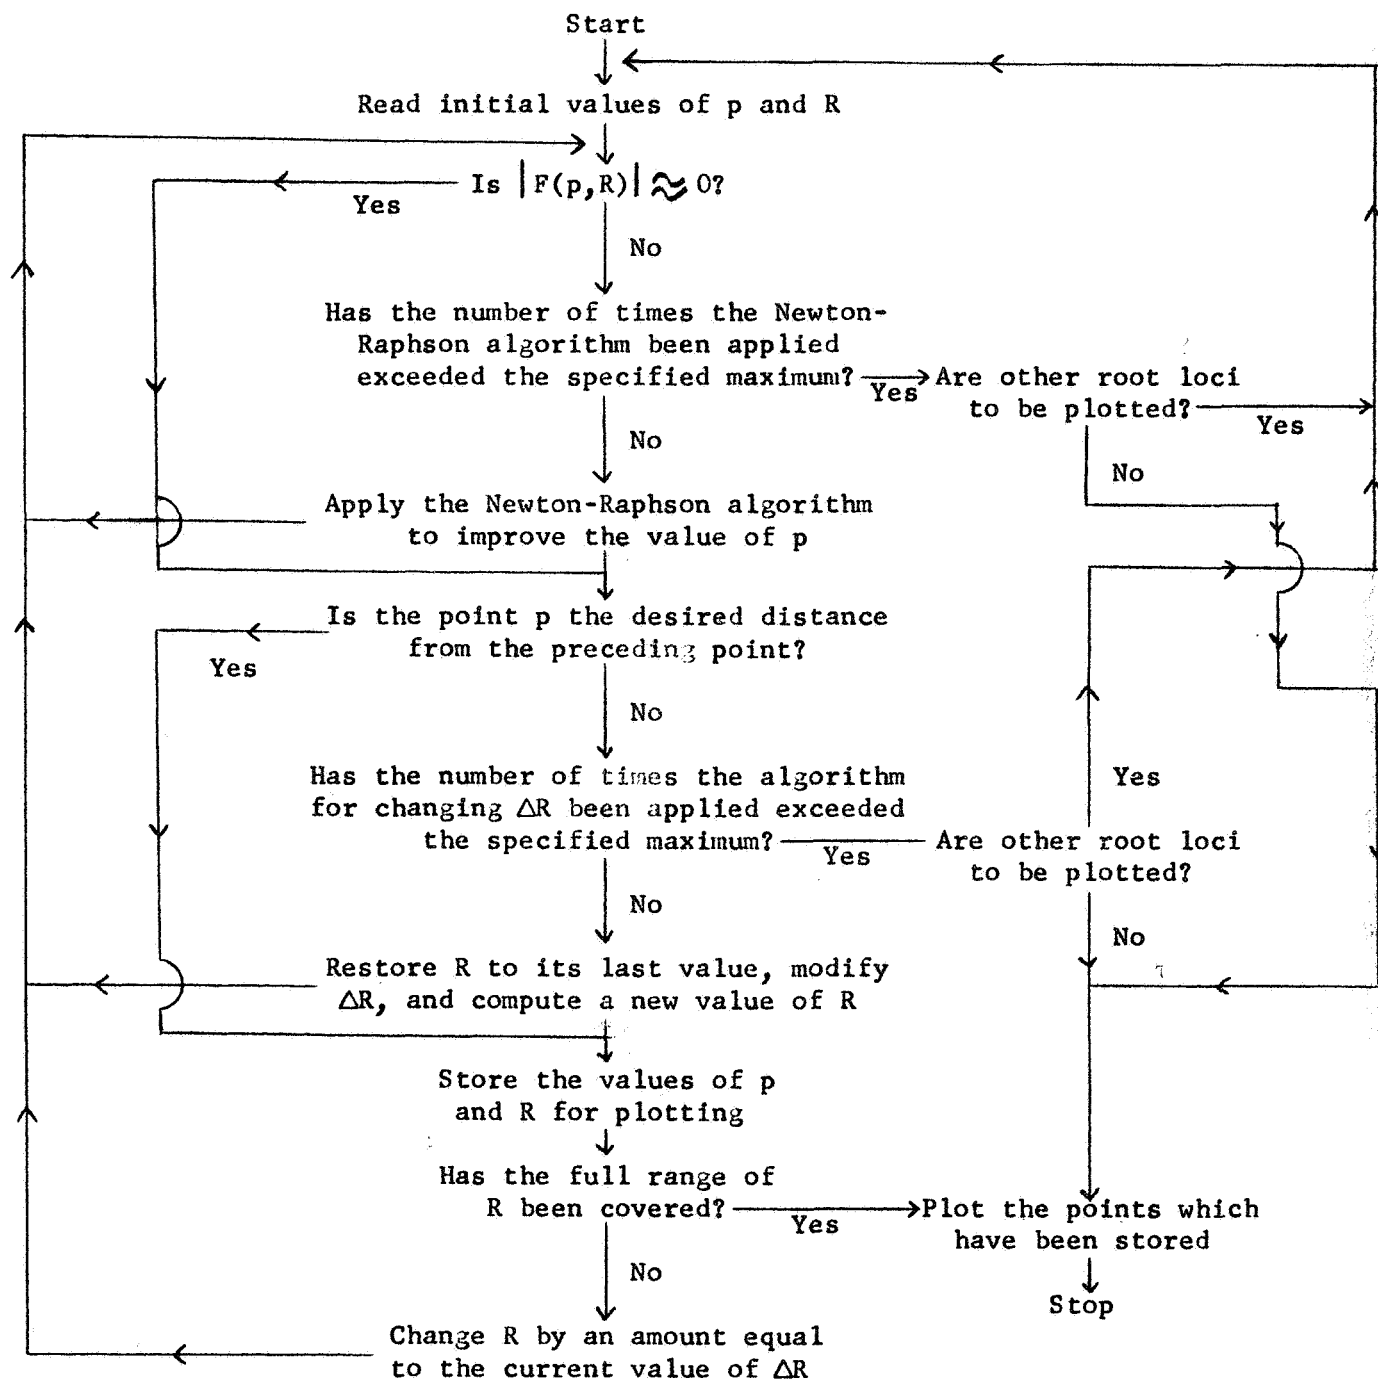 Start
Read initial values of p and R
Is |F(p,R)| ≈ 0?
Yes
No
Has the number of times the Newton-
Raphson algorithm been applied
exceeded the specified maximum?
Yes
Are other root loci
to be plotted?
Yes
No
No
Apply the Newton-Raphson algorithm
to improve the value of p
Is the point p the desired distance
from the preceding point?
Yes
No
Has the number of times the algorithm
for changing ΔR been applied exceeded
the specified maximum?
Yes
Are other root loci
to be plotted?
Yes
No
No
Restore R to its last value, modify
ΔR, and compute a new value of R
Store the values of p
and R for plotting
Has the full range of
R been covered?
Yes
Plot the points which
have been stored
Stop
No
Change R by an amount equal
to the current value of ΔR